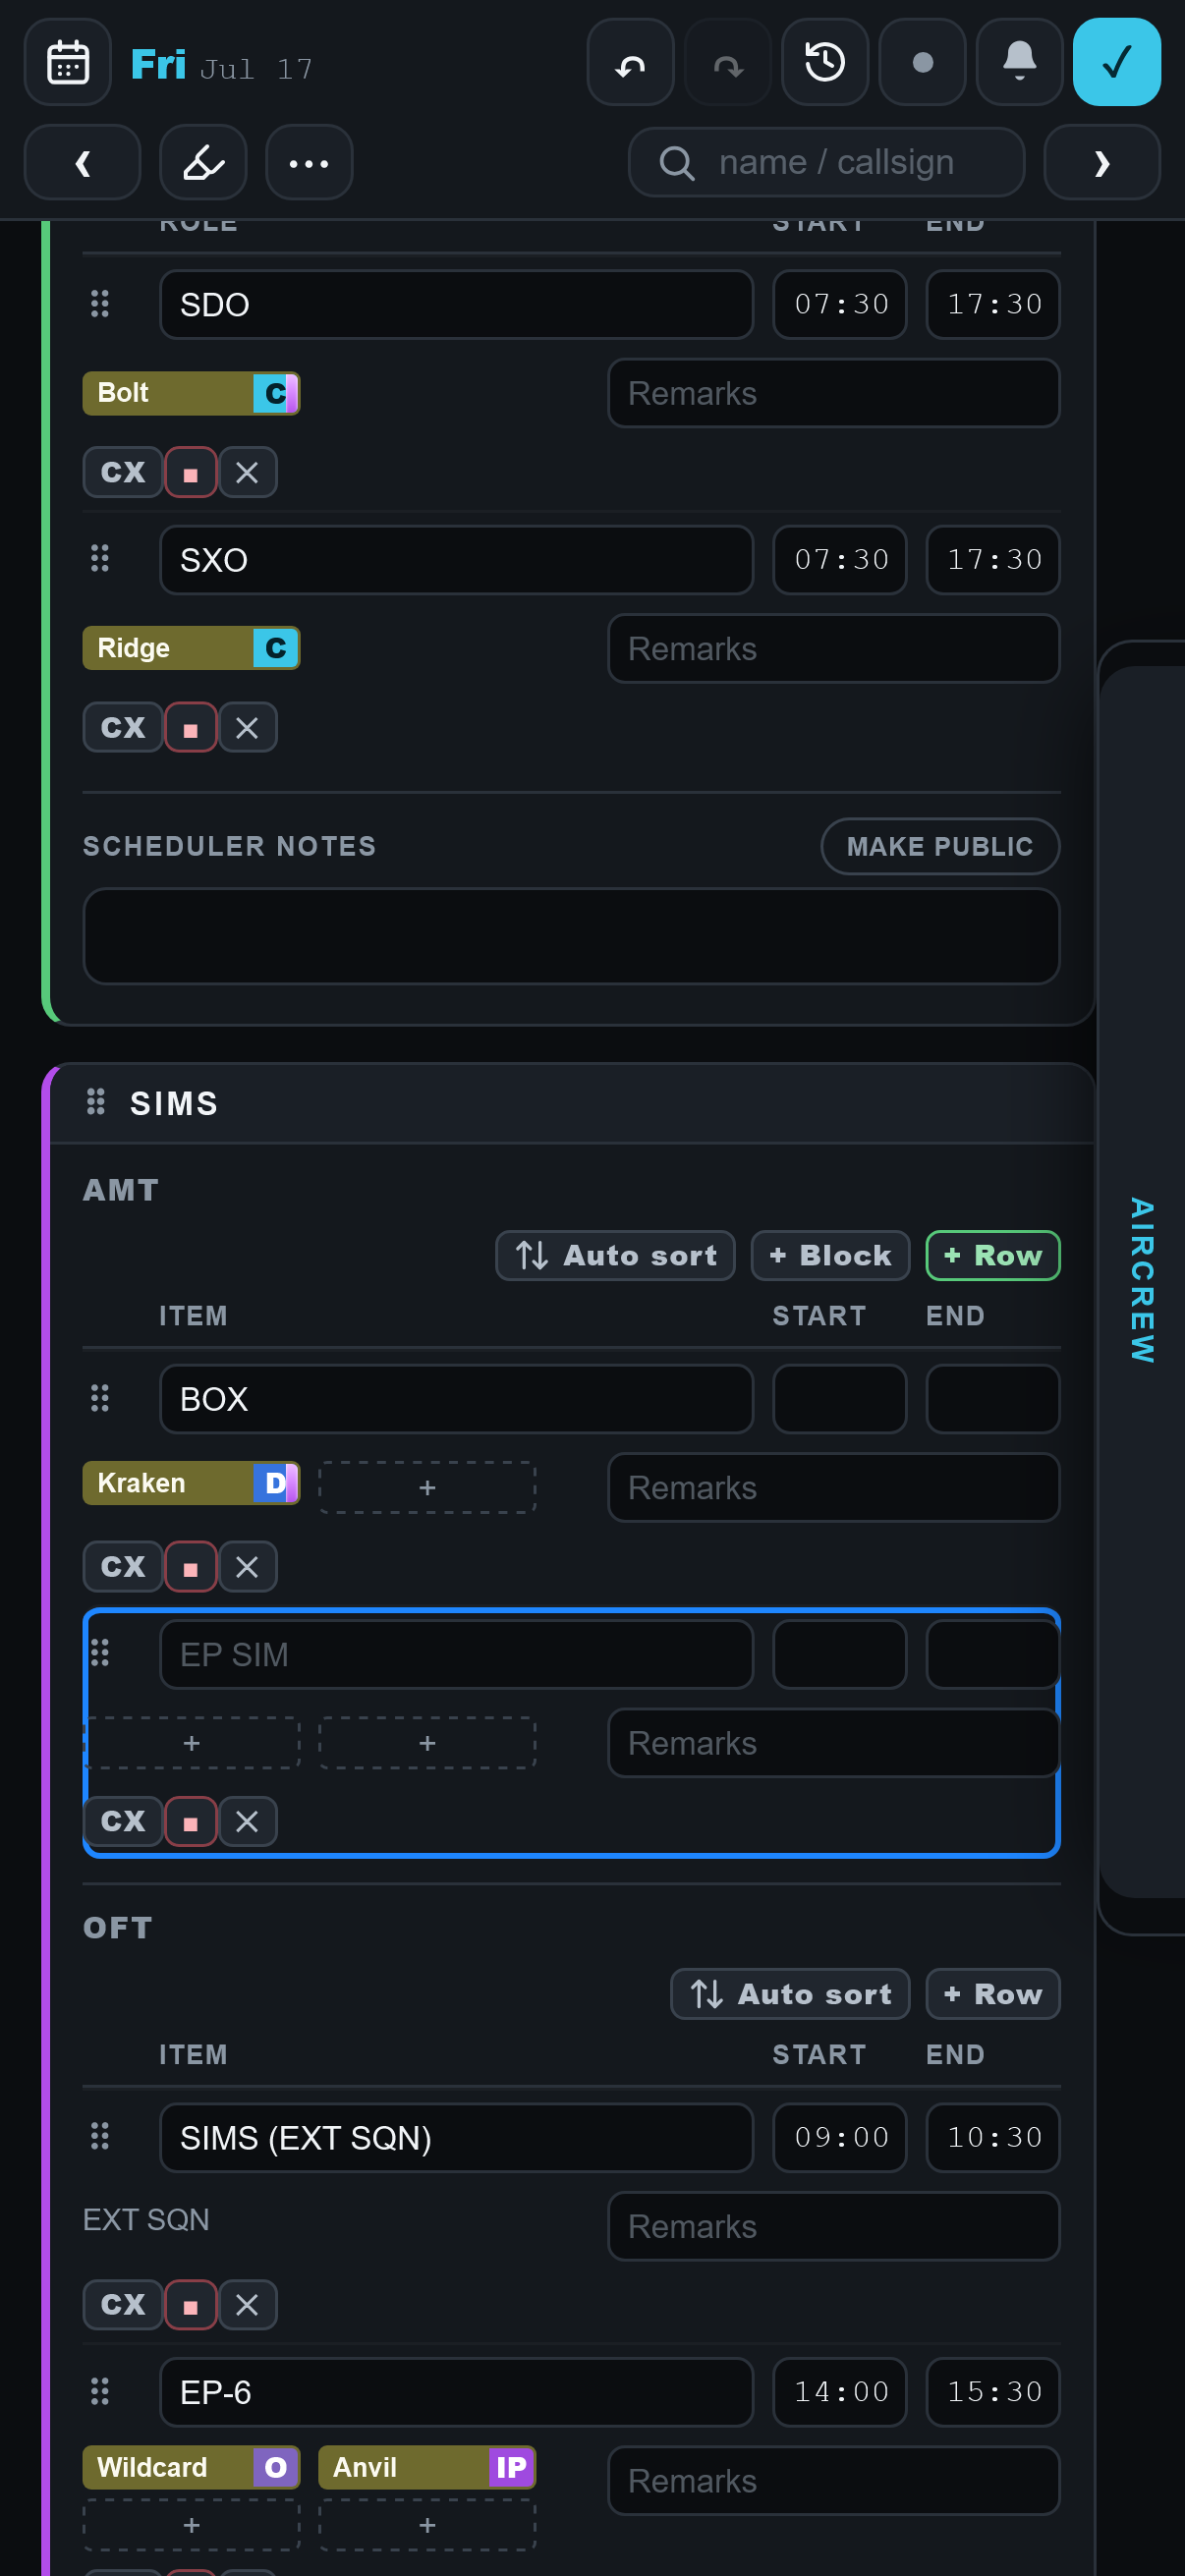 Fri Jul 17
name / callsign
ROLE START END
SDO 07:30 17:30
Bolt C Remarks
CX
SXO 07:30 17:30
Ridge C Remarks
CX
SCHEDULER NOTES MAKE PUBLIC
SIMS
AMT
Auto sort + Block + Row
ITEM START END
BOX
Kraken D + Remarks
CX
EP SIM
+ + Remarks
CX
OFT
Auto sort + Row
ITEM START END
SIMS (EXT SQN) 09:00 10:30
EXT SQN Remarks
CX
EP-6 14:00 15:30
Wildcard O Anvil IP Remarks
+ +
AIRCREW